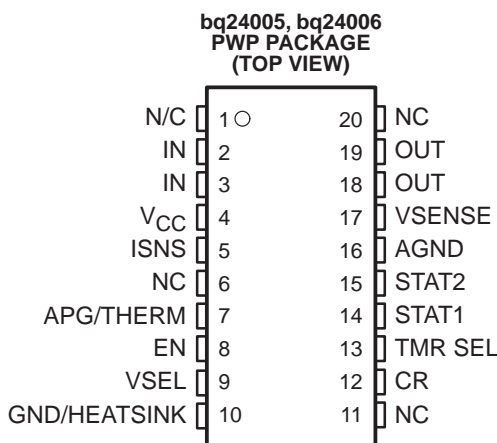 bq24005, bq24006
PWP PACKAGE
(TOP VIEW)
N/C 1 20 NC
IN 2 19 OUT
IN 3 18 OUT
VCC 4 17 VSENSE
ISNS 5 16 AGND
NC 6 15 STAT2
APG/THERM 7 14 STAT1
EN 8 13 TMR SEL
VSEL 9 12 CR
GND/HEATSINK 10 11 NC